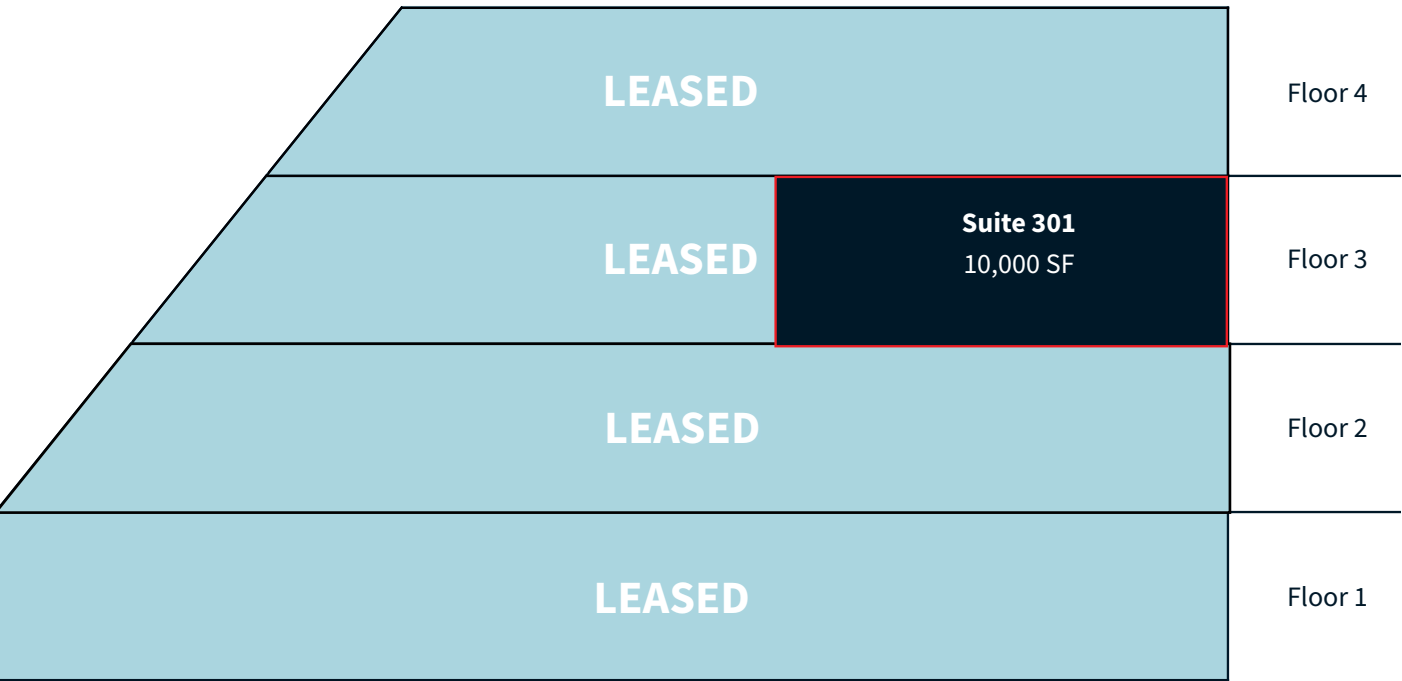 LEASED
Floor 4
LEASED
Suite 301
10,000 SF
Floor 3
LEASED
Floor 2
LEASED
Floor 1